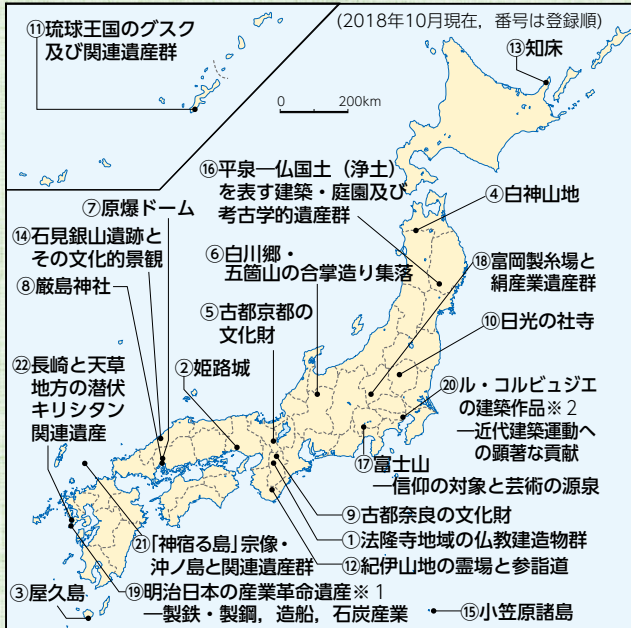 ⑪琉球王国のグスク
及び関連遺産群
(2018年10月現在，番号は登録順)
⑬知床
0 200km
⑯平泉―仏国土（浄土）
を表す建築・庭園及び
考古学的遺産群
⑦原爆ドーム
④白神山地
⑭石見銀山遺跡と
その文化的景観
⑥白川郷・
五箇山の合掌造り集落
⑱富岡製糸場と
絹産業遺産群
⑧厳島神社
⑤古都京都の
文化財
⑩日光の社寺
㉒長崎と天草
地方の潜伏
キリシタン
関連遺産
②姫路城
⑳ル・コルビュジエ
の建築作品※2
―近代建築運動へ
の顕著な貢献
⑰富士山
―信仰の対象と芸術の源泉
⑨古都奈良の文化財
①法隆寺地域の仏教建造物群
㉑「神宿る島」宗像・
沖ノ島と関連遺産群
⑫紀伊山地の霊場と参詣道
③屋久島
⑲明治日本の産業革命遺産※1
―製鉄・製鋼，造船，石炭産業
⑮小笠原諸島